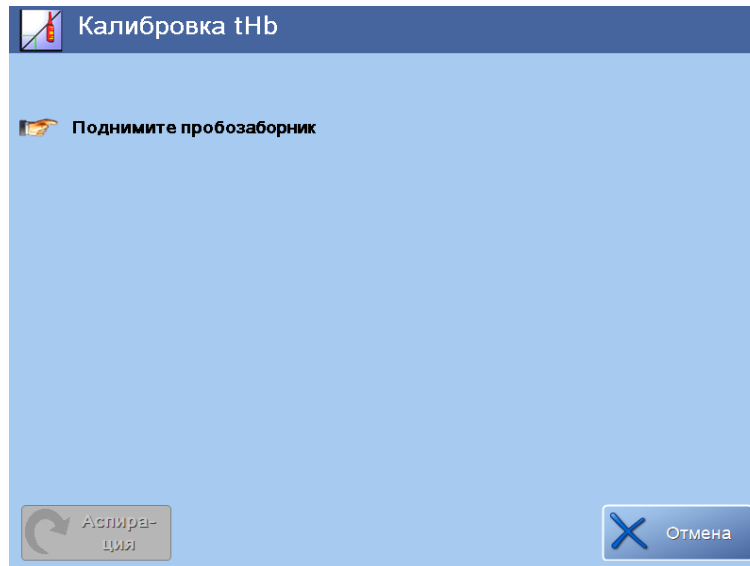 Калибровка tHb
Поднимите пробозаборник
Аспира-
ция
Отмена